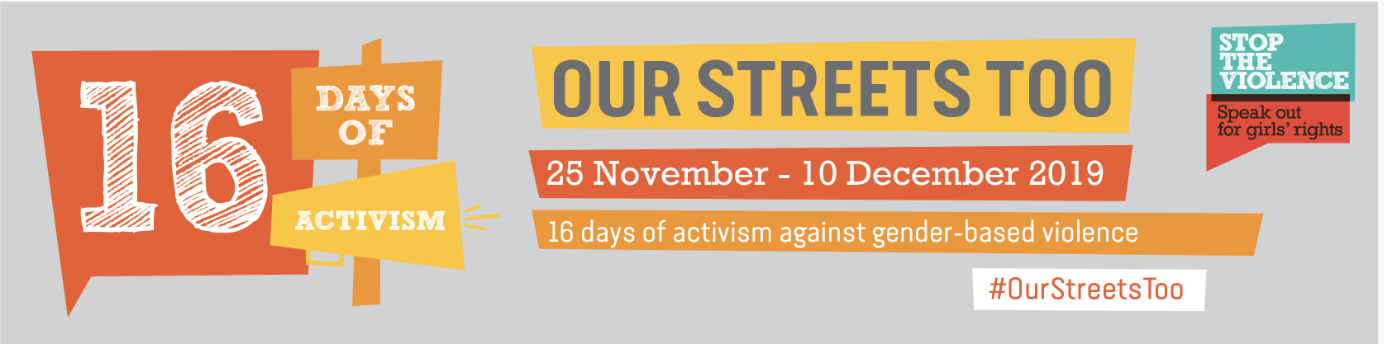 16
DAYS
OF
ACTIVISM
OUR STREETS TOO
25 November - 10 December 2019
16 days of activism against gender-based violence
#OurStreetsToo
STOP
THE
VIOLENCE
Speak out
for girls' rights